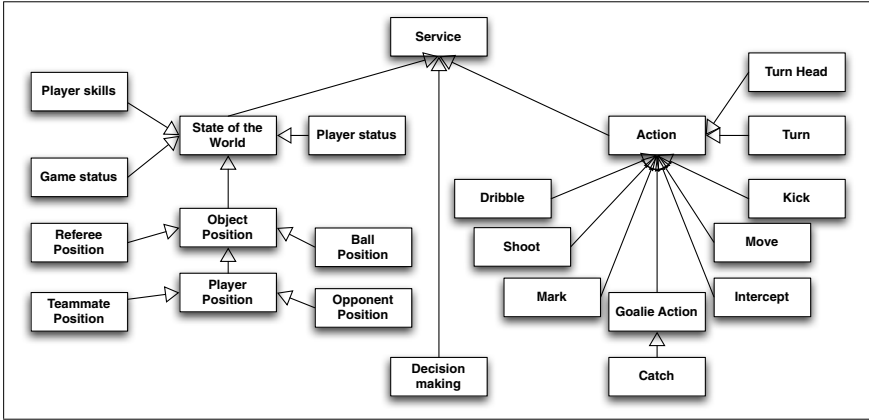 Service
Player skills
Turn Head
State of the
World
Player status
Action
Turn
Game status
Dribble
Kick
Referee
Position
Object
Position
Ball
Position
Shoot
Move
Teammate
Position
Player
Position
Opponent
Position
Mark
Goalie Action
Intercept
Decision
making
Catch